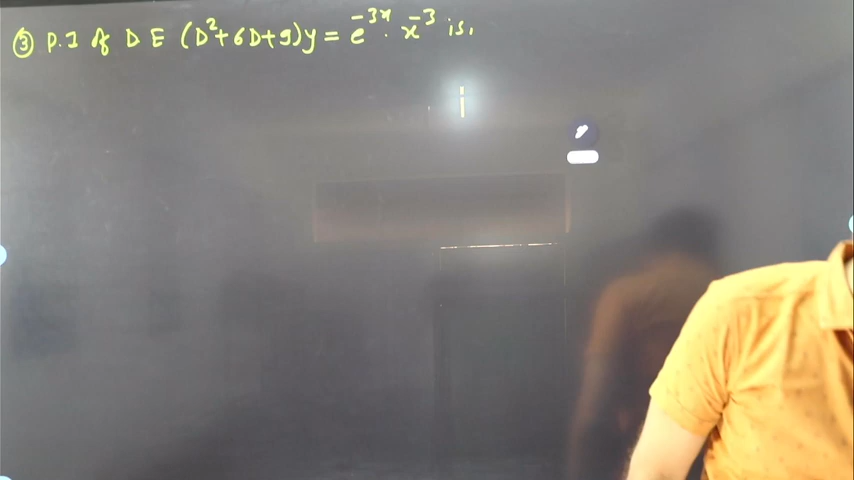 ③ P.I of D E (D²+6D+9)y = e⁻³ˣ · x⁻³ is.